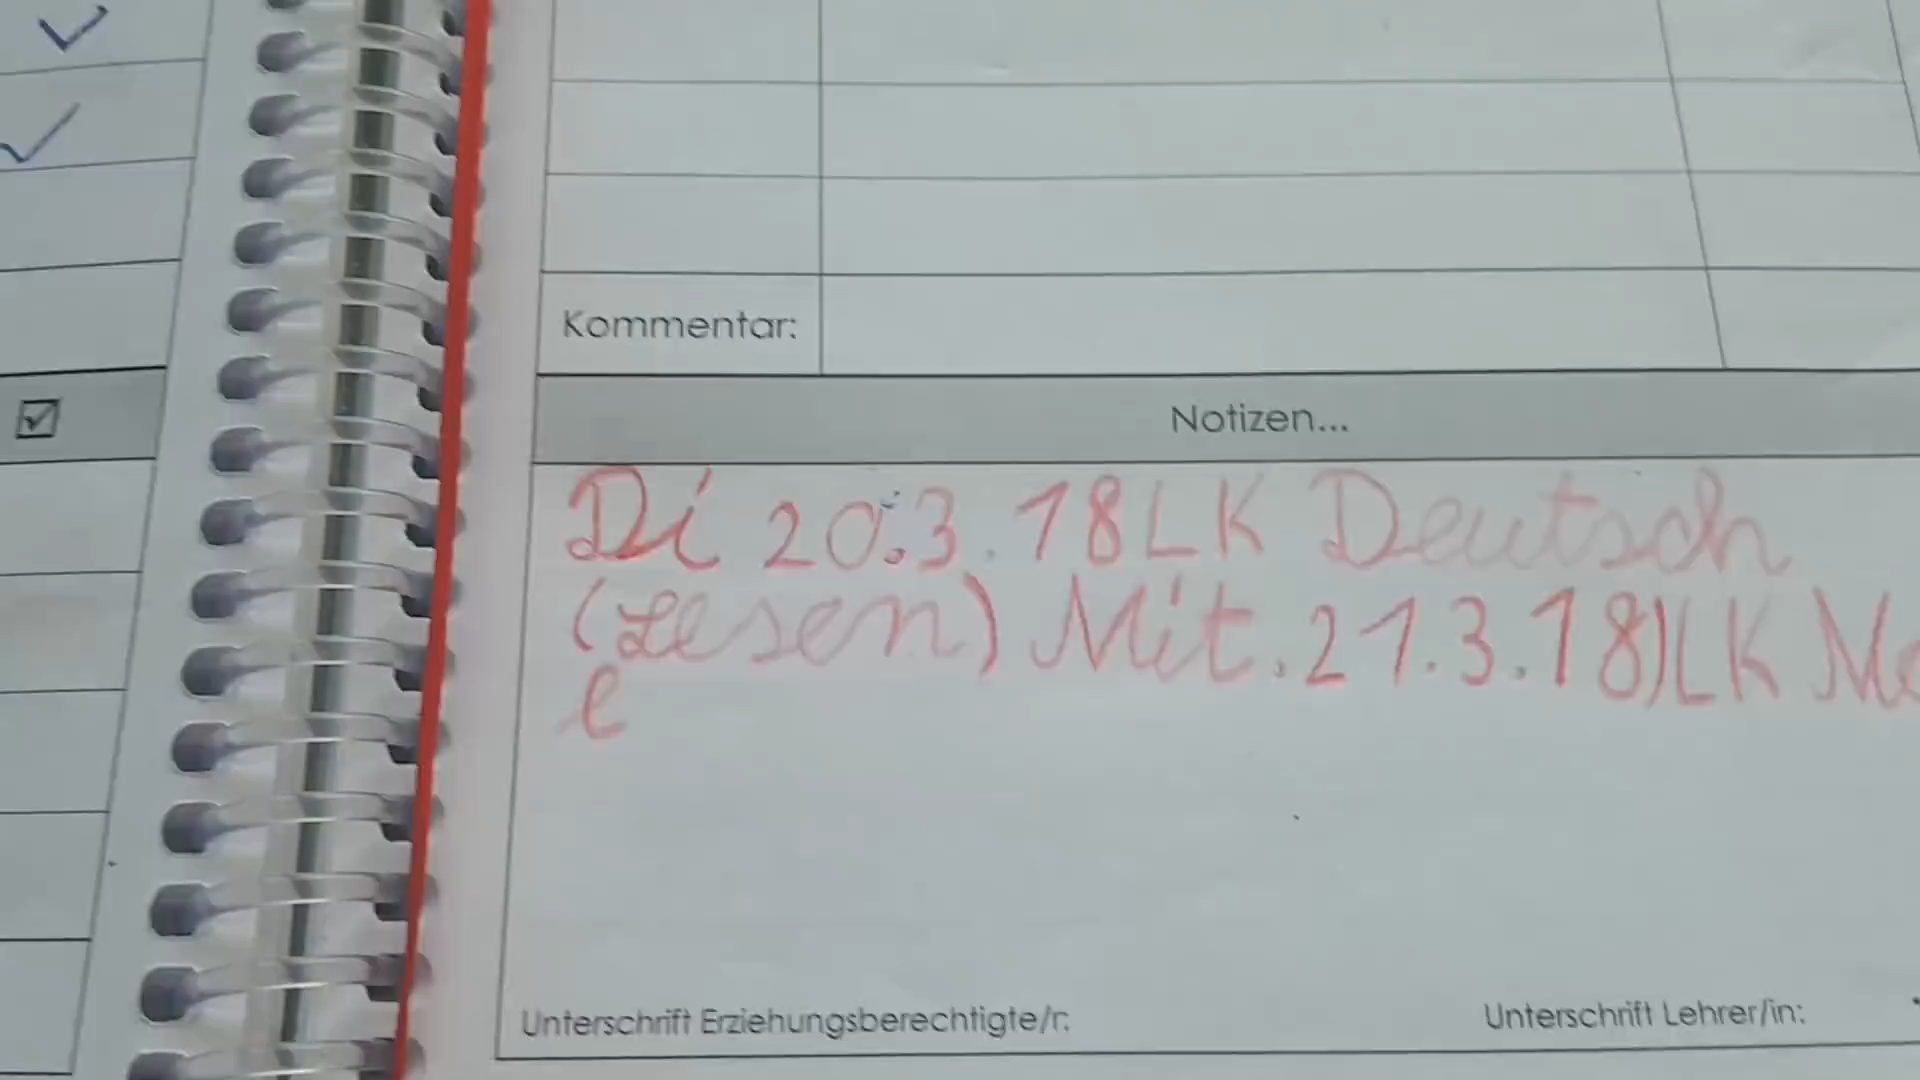 Kommentar:
Notizen...
Di 20.3.18 LK Deutsch
(Lesen) Mit. 21.3.18) LK
e
Unterschrift Erziehungsberechtigte/r:
Unterschrift Lehrer/in: